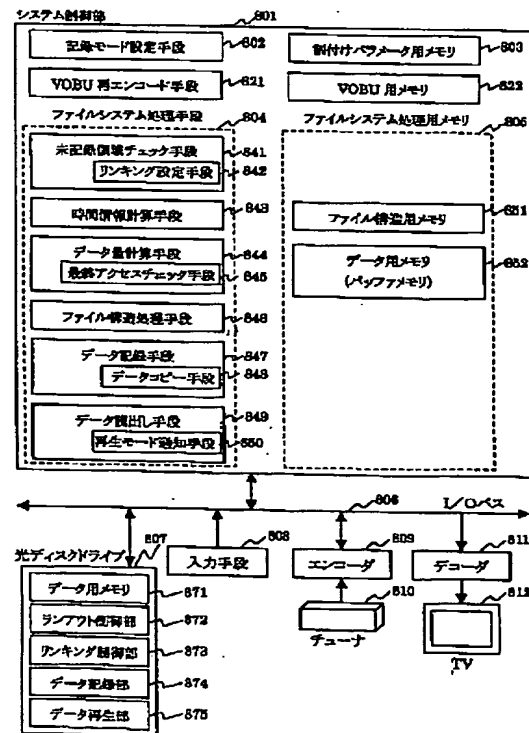 システム制御部 801
記録モード設定手段 802
割付けパラメータ用メモリ 803
VOBU 再エンコード手段 821
VOBU 用メモリ 822
ファイルシステム処理手段 804
ファイルシステム処理用メモリ 805
未記録領域チェック手段 841
リンキング設定手段 842
時間情報計算手段 843
データ量計算手段 844
最終アクセスチェック手段 845
ファイル構造処理手段 846
データ記録手段 847
データコピー手段 848
データ読出し手段 849
再生モード通知手段 850
ファイル構造用メモリ 851
データ用メモリ 852
(バッファメモリ)
806 I/Oバス
光ディスクドライブ 807
入力手段 808
エンコーダ 809
チューナ 810
デコーダ 811
TV 812
データ用メモリ 871
ランアウト制御部 872
リンキング制御部 873
データ記録部 874
データ再生部 875